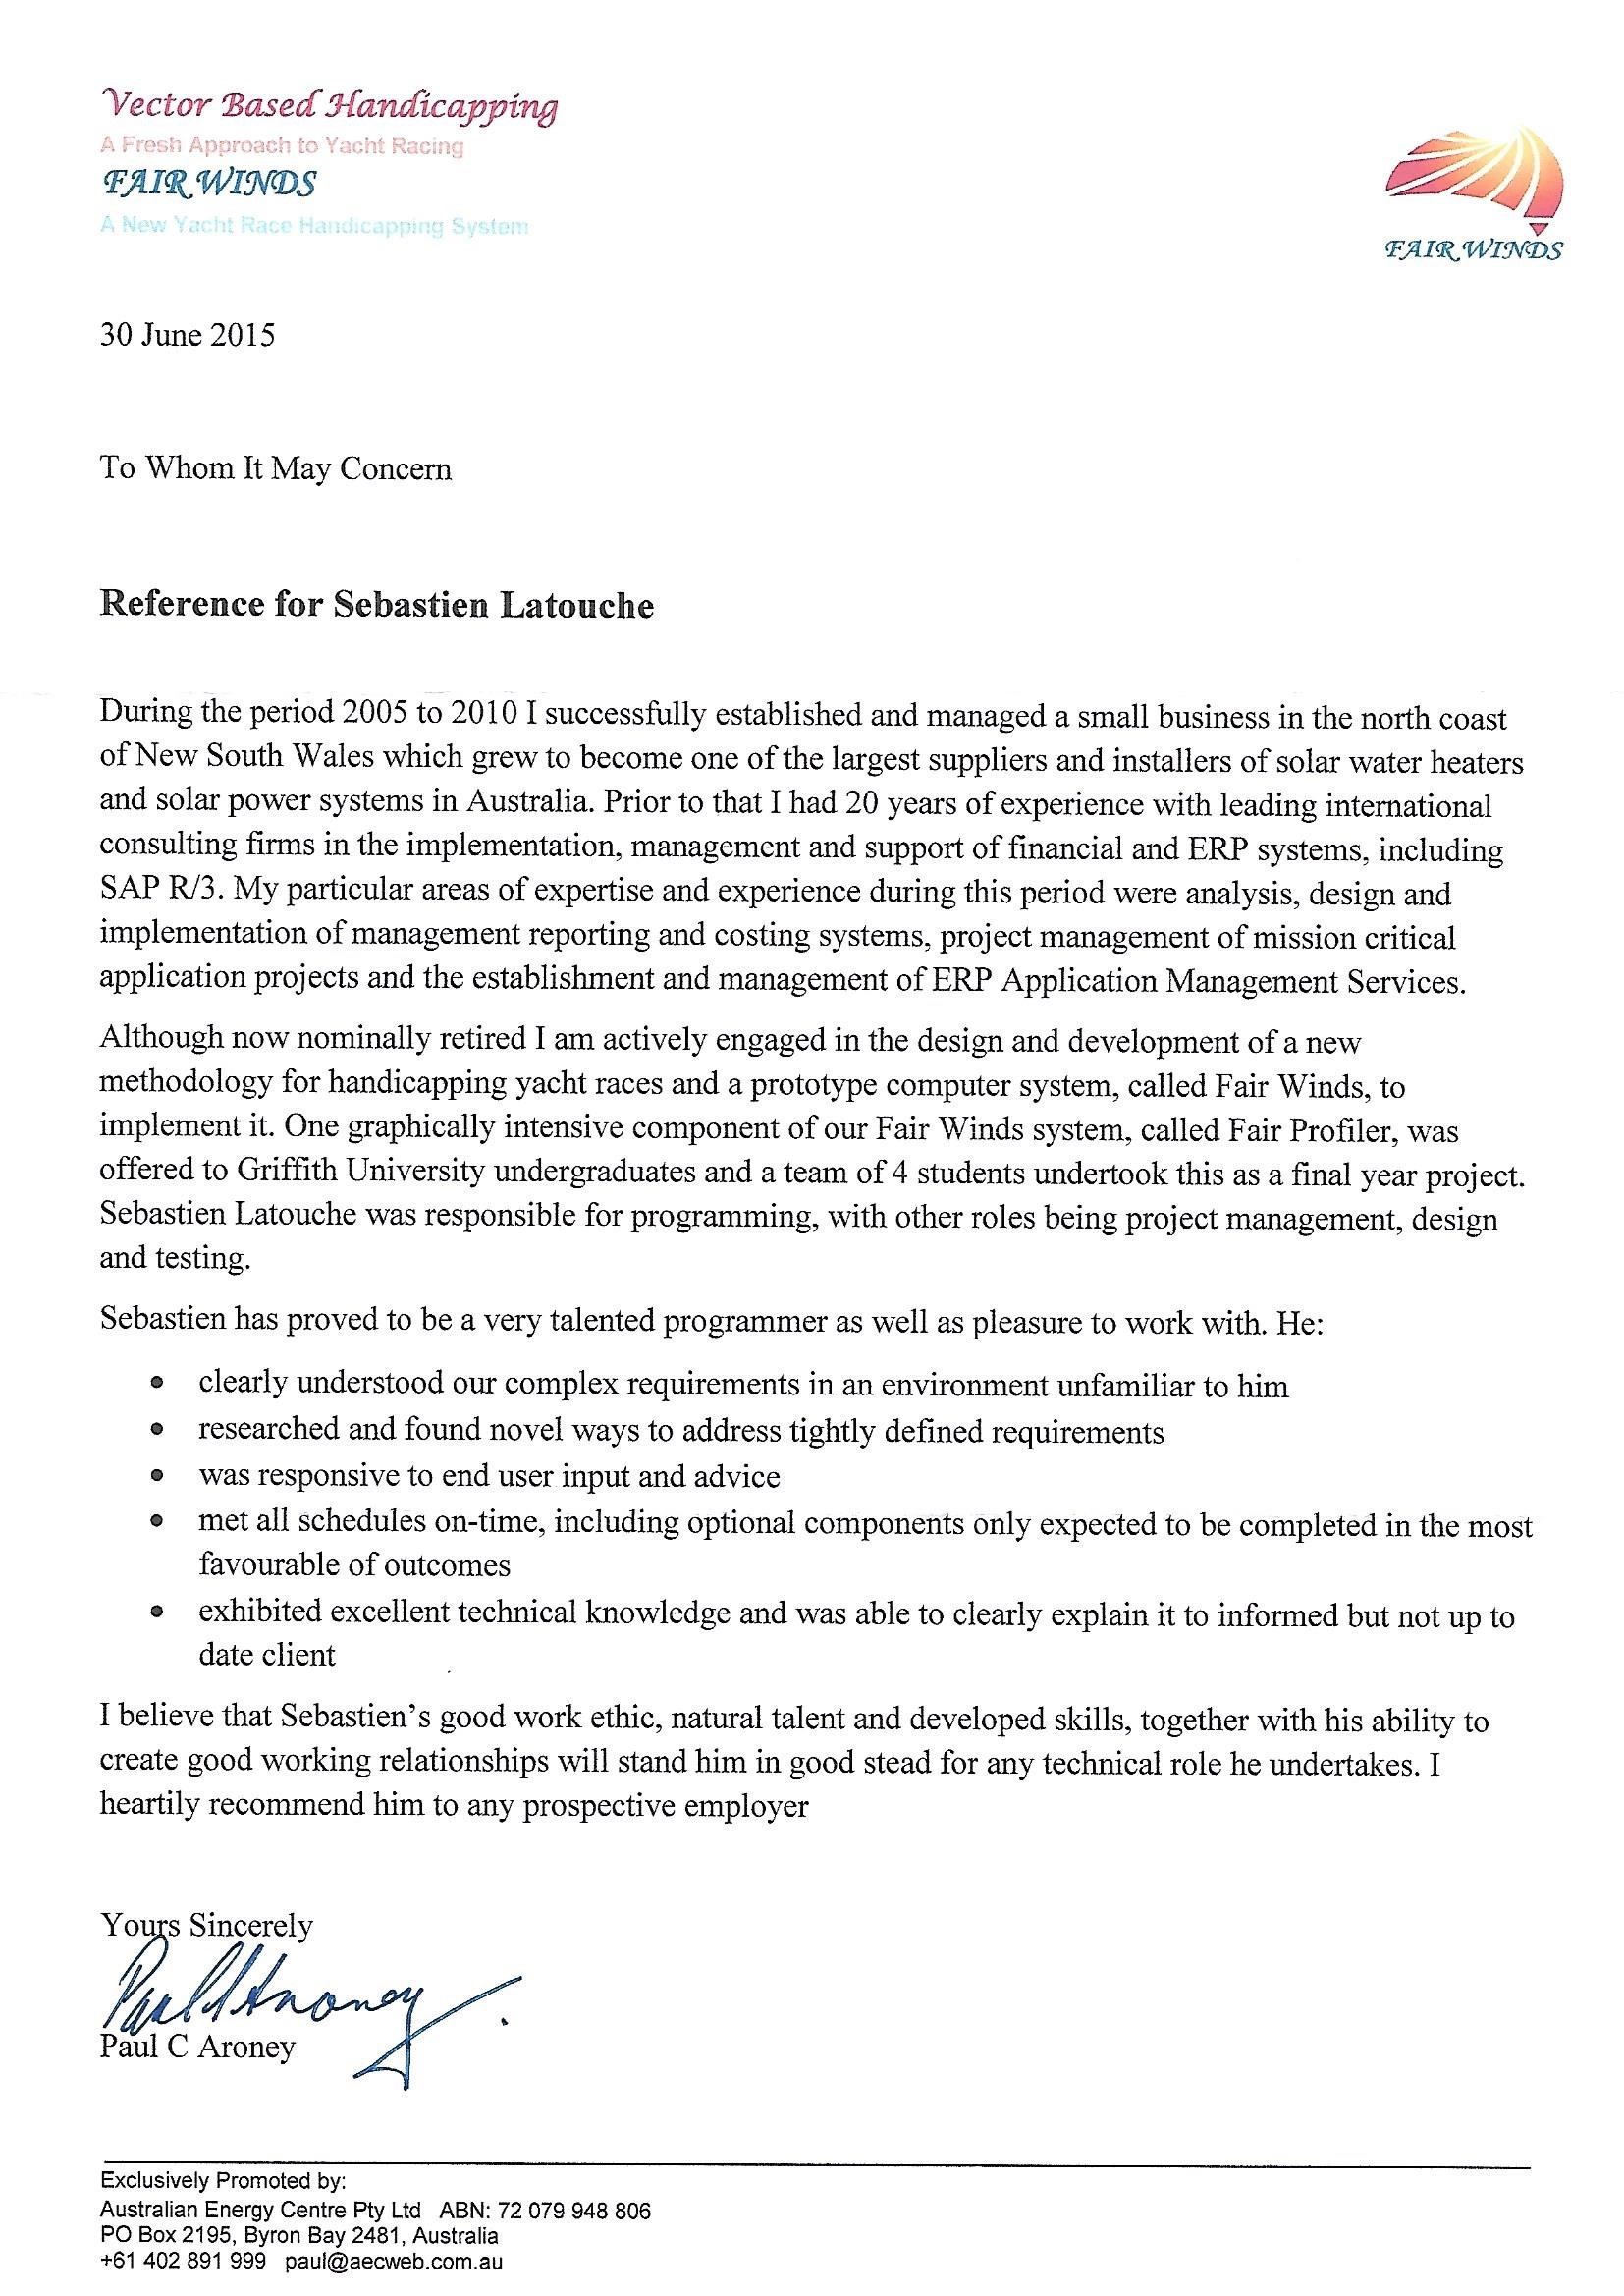 Vector Based Handicapping
A Fresh Approach to Yacht Racing
FAIR WINDS
A New Yacht Race Handicapping System
FAIR WINDS
30 June 2015
To Whom It May Concern
Reference for Sebastien Latouche
During the period 2005 to 2010 I successfully established and managed a small business in the north coast
of New South Wales which grew to become one of the largest suppliers and installers of solar water heaters
and solar power systems in Australia. Prior to that I had 20 years of experience with leading international
consulting firms in the implementation, management and support of financial and ERP systems, including
SAP R/3. My particular areas of expertise and experience during this period were analysis, design and
implementation of management reporting and costing systems, project management of mission critical
application projects and the establishment and management of ERP Application Management Services.
Although now nominally retired I am actively engaged in the design and development of a new
methodology for handicapping yacht races and a prototype computer system, called Fair Winds, to
implement it. One graphically intensive component of our Fair Winds system, called Fair Profiler, was
offered to Griffith University undergraduates and a team of 4 students undertook this as a final year project.
Sebastien Latouche was responsible for programming, with other roles being project management, design
and testing.
Sebastien has proved to be a very talented programmer as well as pleasure to work with. He:
• clearly understood our complex requirements in an environment unfamiliar to him
• researched and found novel ways to address tightly defined requirements
• was responsive to end user input and advice
• met all schedules on-time, including optional components only expected to be completed in the most
favourable of outcomes
• exhibited excellent technical knowledge and was able to clearly explain it to informed but not up to
date client
I believe that Sebastien's good work ethic, natural talent and developed skills, together with his ability to
create good working relationships will stand him in good stead for any technical role he undertakes. I
heartily recommend him to any prospective employer
Yours Sincerely
Paul C Aroney
Paul C Aroney
Exclusively Promoted by:
Australian Energy Centre Pty Ltd ABN: 72 079 948 806
PO Box 2195, Byron Bay 2481, Australia
+61 402 891 999 paul@aecweb.com.au